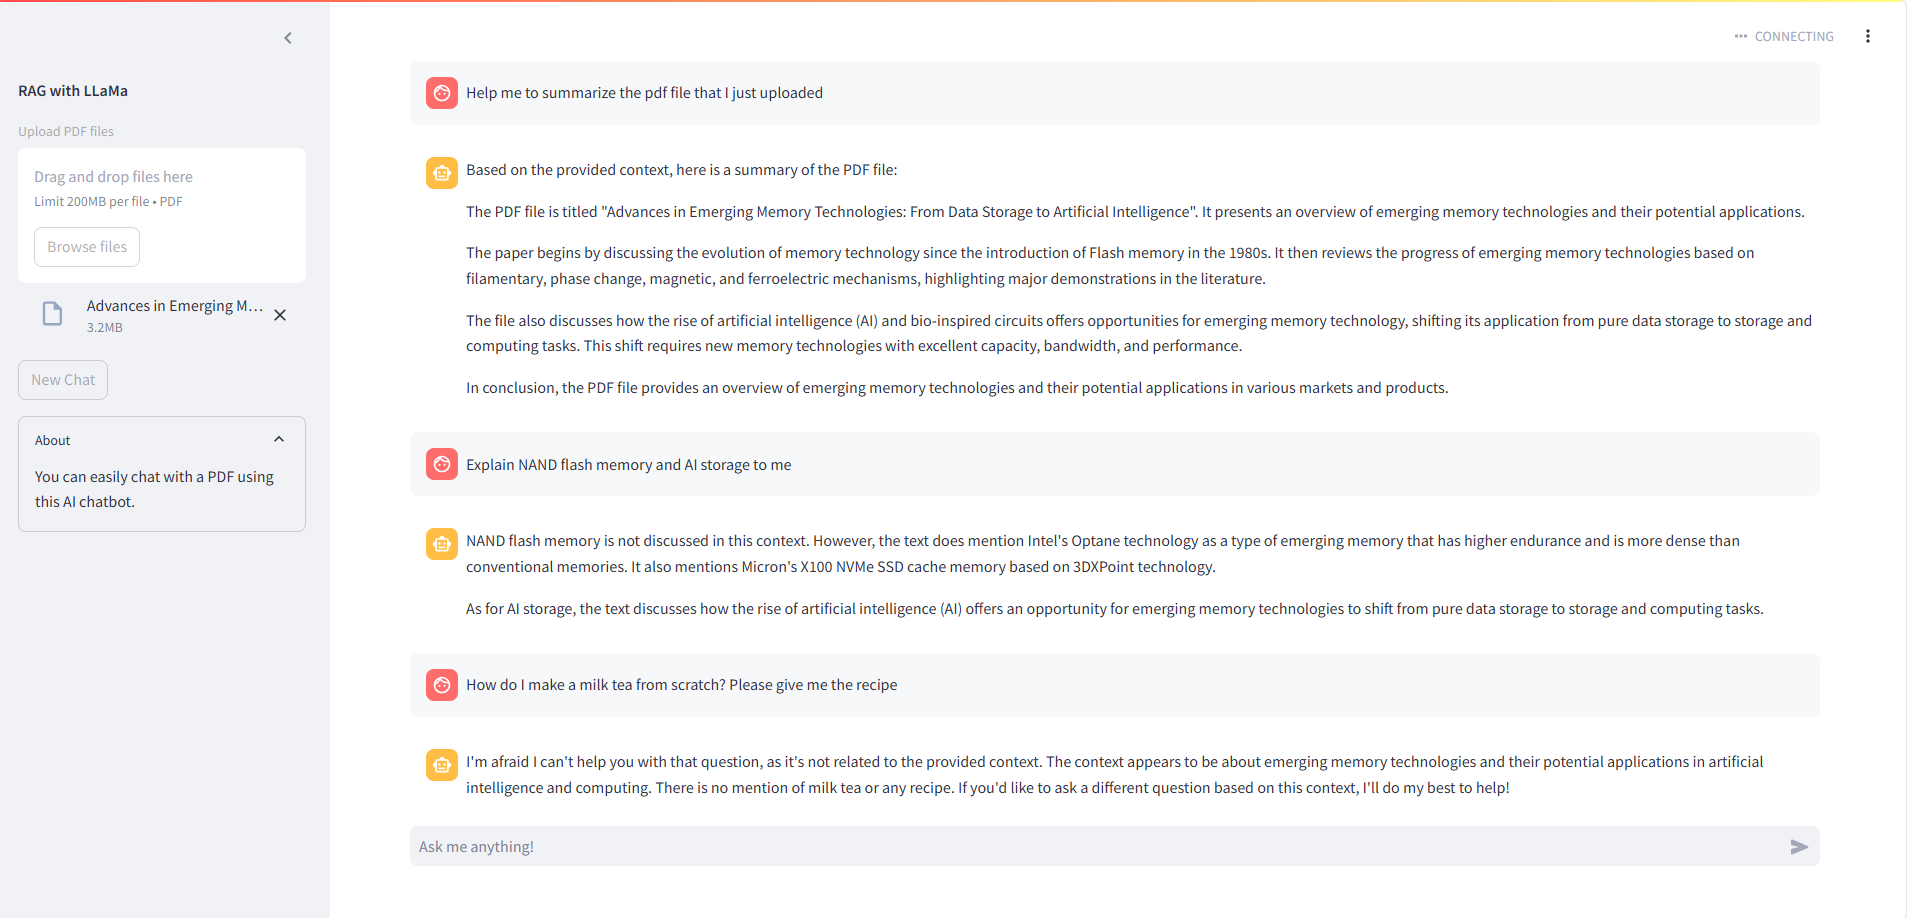 RAG with LLaMa
Upload PDF files
Drag and drop files here
Limit 200MB per file • PDF
Browse files
Advances in Emerging M...
3.2MB
New Chat
About
You can easily chat with a PDF using
this AI chatbot.
CONNECTING
Help me to summarize the pdf file that I just uploaded
Based on the provided context, here is a summary of the PDF file:
The PDF file is titled "Advances in Emerging Memory Technologies: From Data Storage to Artificial Intelligence". It presents an overview of emerging memory technologies and their potential applications.
The paper begins by discussing the evolution of memory technology since the introduction of Flash memory in the 1980s. It then reviews the progress of emerging memory technologies based on
filamentary, phase change, magnetic, and ferroelectric mechanisms, highlighting major demonstrations in the literature.
The file also discusses how the rise of artificial intelligence (AI) and bio-inspired circuits offers opportunities for emerging memory technology, shifting its application from pure data storage to storage and
computing tasks. This shift requires new memory technologies with excellent capacity, bandwidth, and performance.
In conclusion, the PDF file provides an overview of emerging memory technologies and their potential applications in various markets and products.
Explain NAND flash memory and AI storage to me
NAND flash memory is not discussed in this context. However, the text does mention Intel's Optane technology as a type of emerging memory that has higher endurance and is more dense than
conventional memories. It also mentions Micron's X100 NVMe SSD cache memory based on 3DXPoint technology.
As for AI storage, the text discusses how the rise of artificial intelligence (AI) offers an opportunity for emerging memory technologies to shift from pure data storage to storage and computing tasks.
How do I make a milk tea from scratch? Please give me the recipe
I'm afraid I can't help you with that question, as it's not related to the provided context. The context appears to be about emerging memory technologies and their potential applications in artificial
intelligence and computing. There is no mention of milk tea or any recipe. If you'd like to ask a different question based on this context, I'll do my best to help!
Ask me anything!